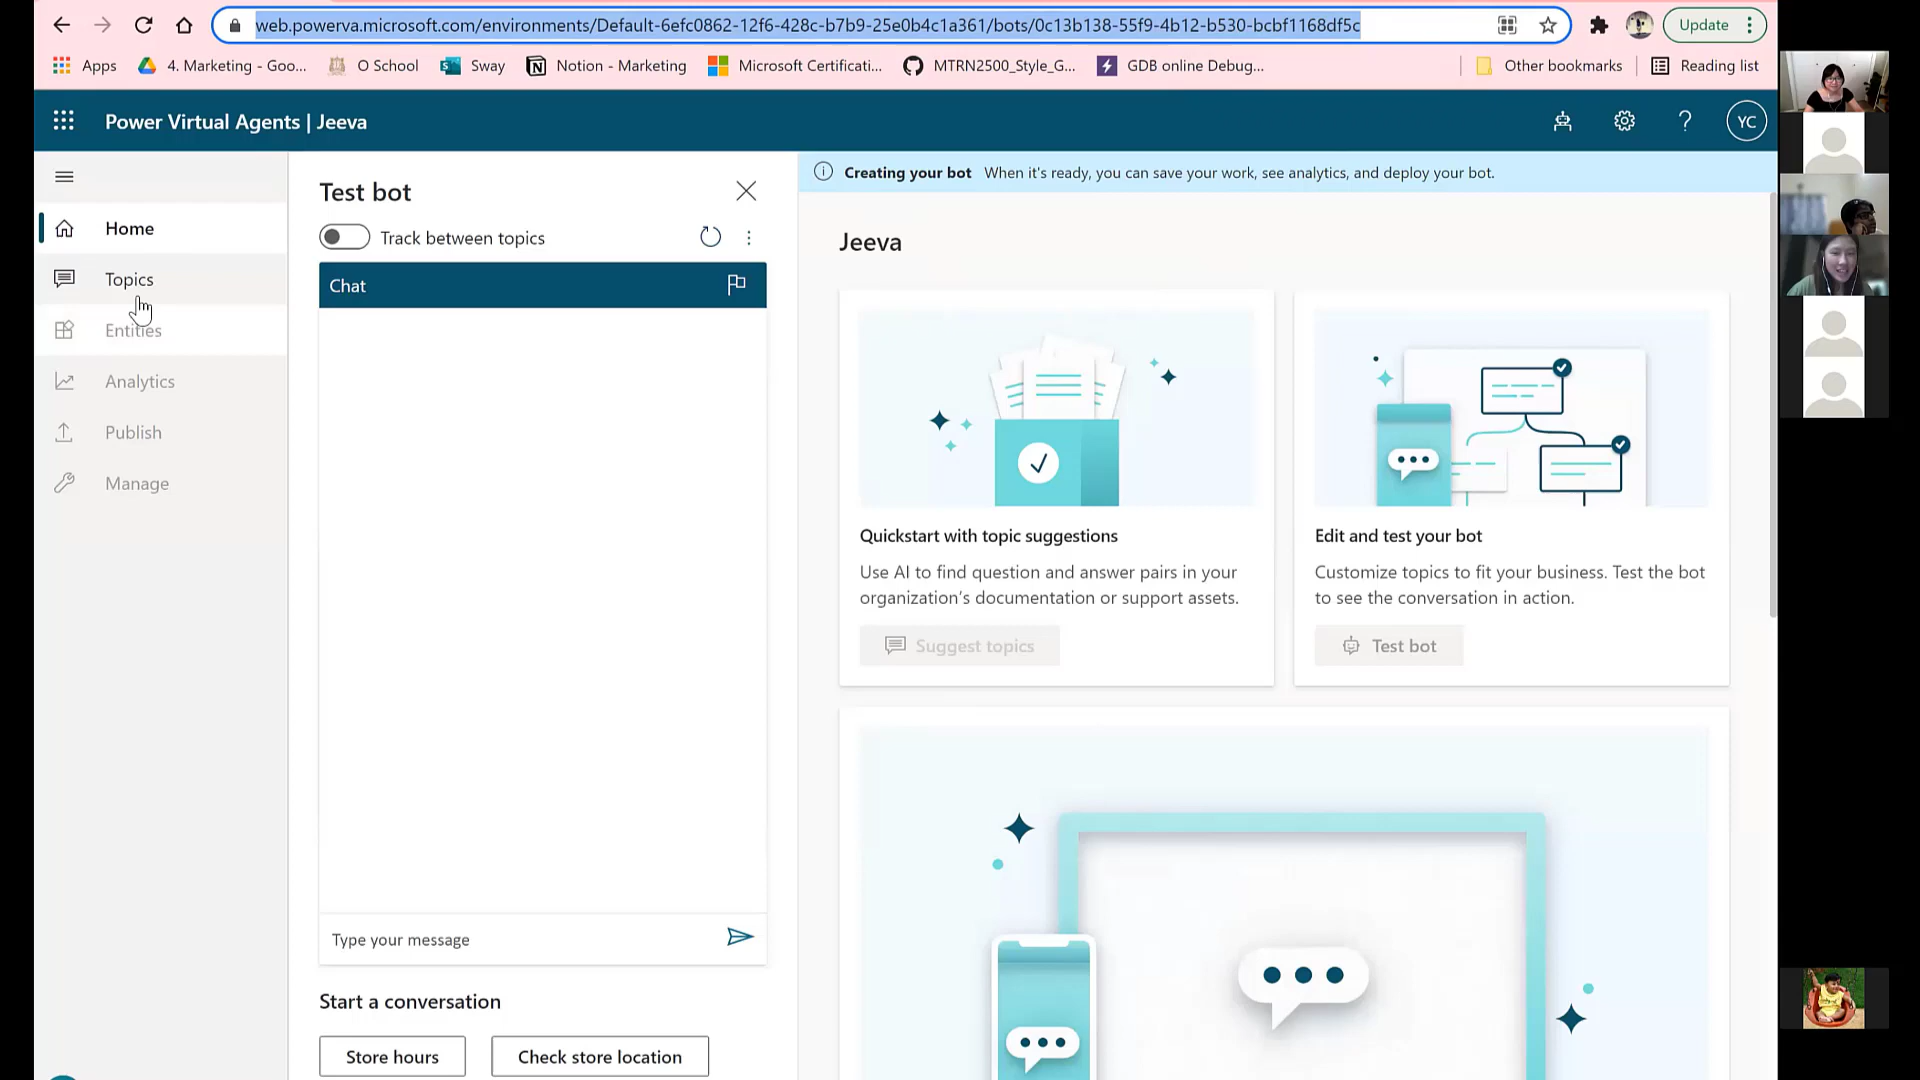 web.powerva.microsoft.com/environments/Default-6efc0862-12f6-428c-b7b9-25e0b4c1a361/bots/0c13b138-55f9-4b12-b530-bcbf1168df5c
Update
Apps
4. Marketing - Goo...
O School
Sway
Notion - Marketing
Microsoft Certificati...
MTRN2500_Style_G...
GDB online Debug...
Other bookmarks
Reading list
Power Virtual Agents | Jeeva
YC
Home
Topics
Entities
Analytics
Publish
Manage
Test bot
Track between topics
Chat
Type your message
Start a conversation
Store hours
Check store location
Creating your bot When it's ready, you can save your work, see analytics, and deploy your bot.
Jeeva
Quickstart with topic suggestions
Use AI to find question and answer pairs in your
organization's documentation or support assets.
Suggest topics
Edit and test your bot
Customize topics to fit your business. Test the bot
to see the conversation in action.
Test bot